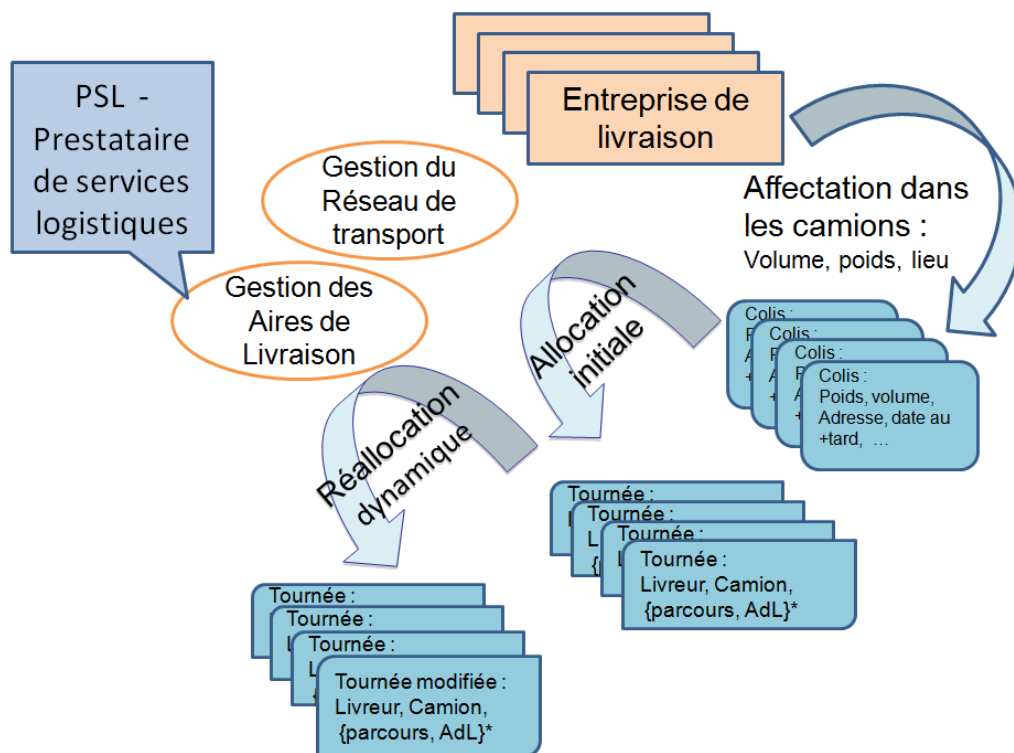 PSL -
Prestataire
de services
logistiques
Entreprise de
livraison
Gestion du
Réseau de
transport
Gestion des
Aires de
Livraison
Affectation dans
les camions :
Volume, poids, lieu
Allocation
initiale
Réallocation
dynamique
Colis :
Colis :
Colis :
Colis :
Poids, volume,
Adresse, date au
+tard, ...
Tournée :
Tournée :
Tournée :
Tournée :
Livreur, Camion,
{parcours, AdL}*
Tournée :
Tournée :
Tournée :
Tournée modifiée :
Livreur, Camion,
{parcours, AdL}*